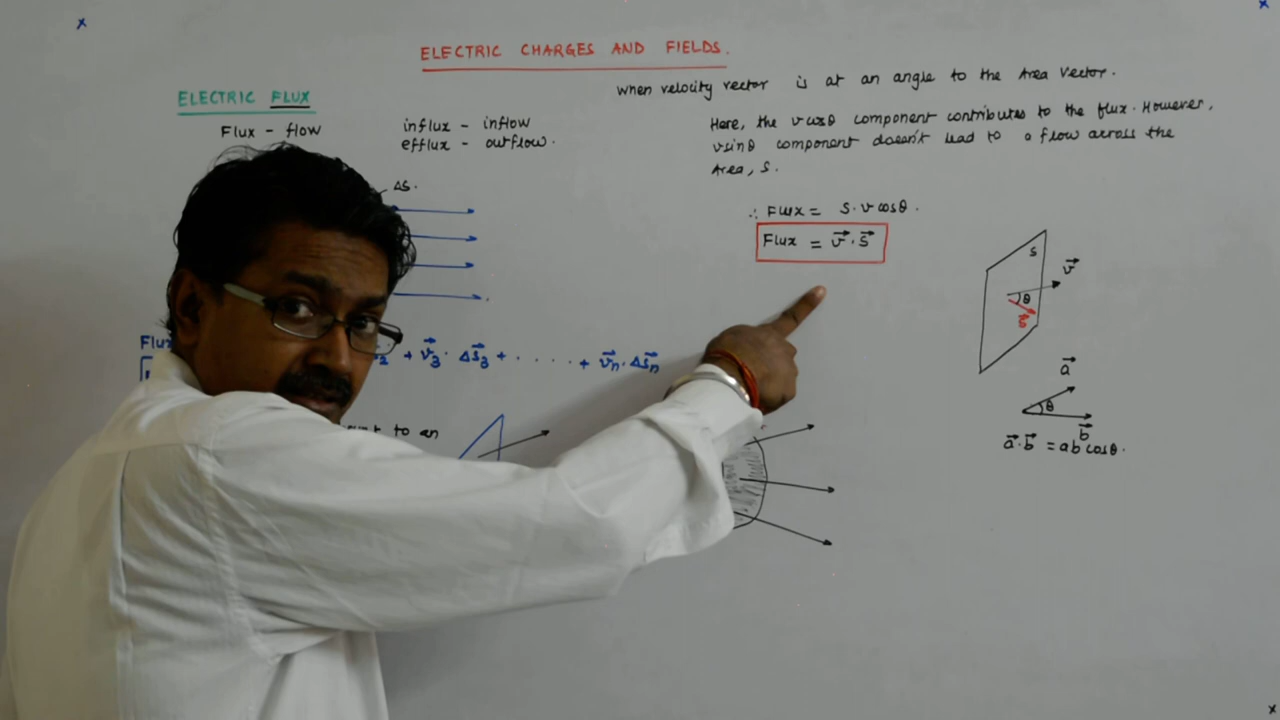 ELECTRIC CHARGES AND FIELDS.
ELECTRIC FLUX
Flux - flow
influx - inflow
efflux - outflow.
Δs.
Flux
+ v⃗3 · Δs⃗3 + · · · · · + v⃗n · Δs⃗n
to an
When velocity vector is at an angle to the Area Vector.
Here, the vcosθ component contributes to the flux. However,
vsinθ component doesn't lead to a flow across the
Area, S.
∴ Flux = S·v cosθ.
Flux = v⃗·s⃗
S
v⃗
θ
a⃗
θ
b⃗
a⃗·b⃗ = ab cosθ.